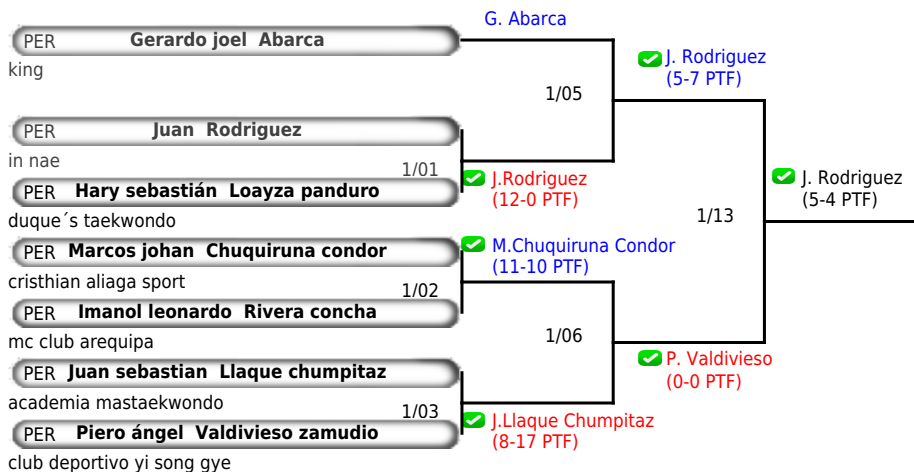 G. Abarca
PER Gerardo joel Abarca
king
J. Rodriguez
(5-7 PTF)
1/05
PER Juan Rodriguez
in nae
1/01
J.Rodriguez
(12-0 PTF)
PER Hary sebastián Loayza panduro
duque´s taekwondo
J. Rodriguez
(5-4 PTF)
1/13
PER Marcos johan Chuquiruna condor
cristhian aliaga sport
M.Chuquiruna Condor
(11-10 PTF)
1/02
PER Imanol leonardo Rivera concha
mc club arequipa
1/06
P. Valdivieso
(0-0 PTF)
PER Juan sebastian Llaque chumpitaz
academia mastaekwondo
1/03
J.Llaque Chumpitaz
(8-17 PTF)
PER Piero ángel Valdivieso zamudio
club deportivo yi song gye